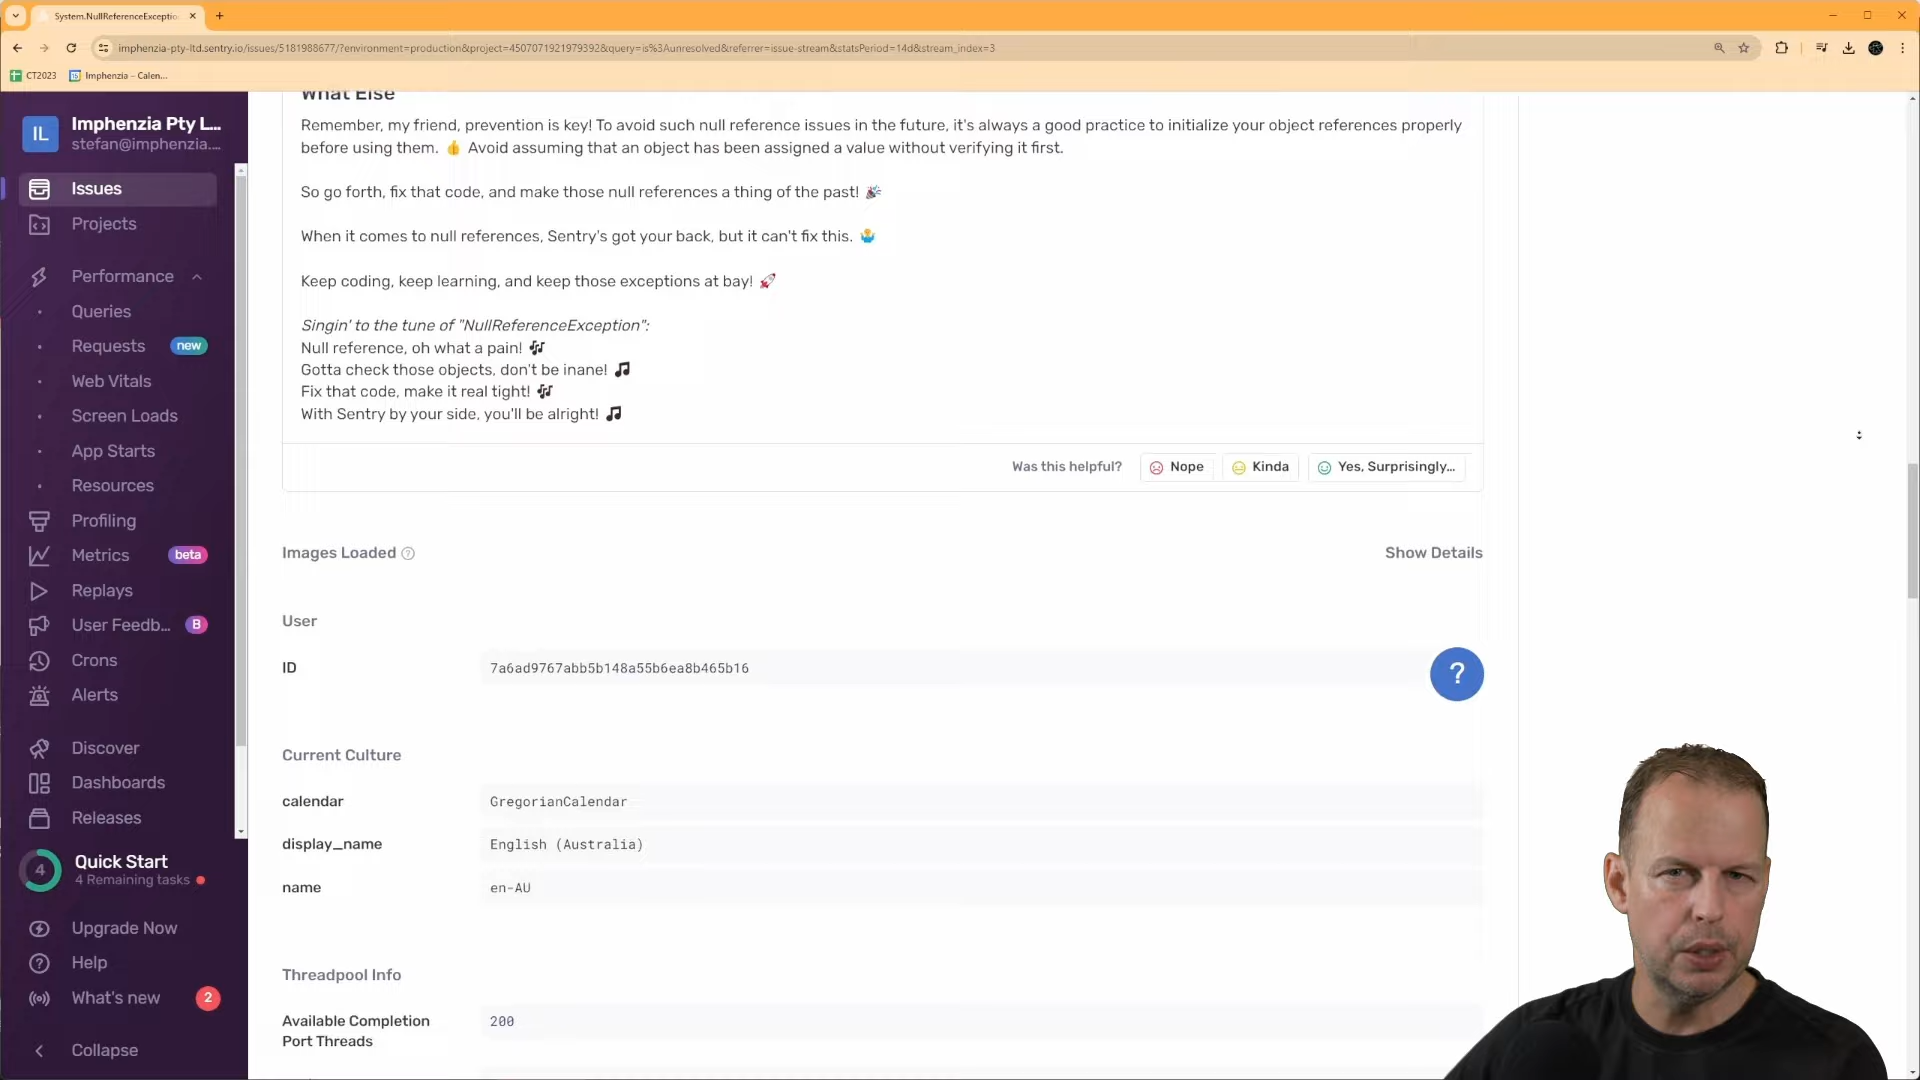 System.NullReferenceExceptio
imphenzia-pty-ltd.sentry.io/issues/5181988677/?environment=production&project=4507071921979392&query=is%3Aunresolved&referrer=issue-stream&statsPeriod=14d&stream_index=3
CT2023
Imphenzia – Calen...
IL
Imphenzia Pty L...
stefan@imphenzia....
Issues
Projects
Performance
Queries
Requests new
Web Vitals
Screen Loads
App Starts
Resources
Profiling
Metrics beta
Replays
User Feedb... B
Crons
Alerts
Discover
Dashboards
Releases
4
Quick Start
4 Remaining tasks
Upgrade Now
Help
What's new 2
Collapse
What Else
Remember, my friend, prevention is key! To avoid such null reference issues in the future, it's always a good practice to initialize your object references properly
before using them. 👍 Avoid assuming that an object has been assigned a value without verifying it first.
So go forth, fix that code, and make those null references a thing of the past! 🎉
When it comes to null references, Sentry's got your back, but it can't fix this. 🤷
Keep coding, keep learning, and keep those exceptions at bay! 🚀
Singin' to the tune of "NullReferenceException":
Null reference, oh what a pain! 🎶
Gotta check those objects, don't be inane! 🎵
Fix that code, make it real tight! 🎶
With Sentry by your side, you'll be alright! 🎵
Was this helpful? Nope Kinda Yes, Surprisingly...
Images Loaded ?
Show Details
User
ID 7a6ad9767abb5b148a55b6ea8b465b16
?
Current Culture
calendar GregorianCalendar
display_name English (Australia)
name en-AU
Threadpool Info
Available Completion
Port Threads
200